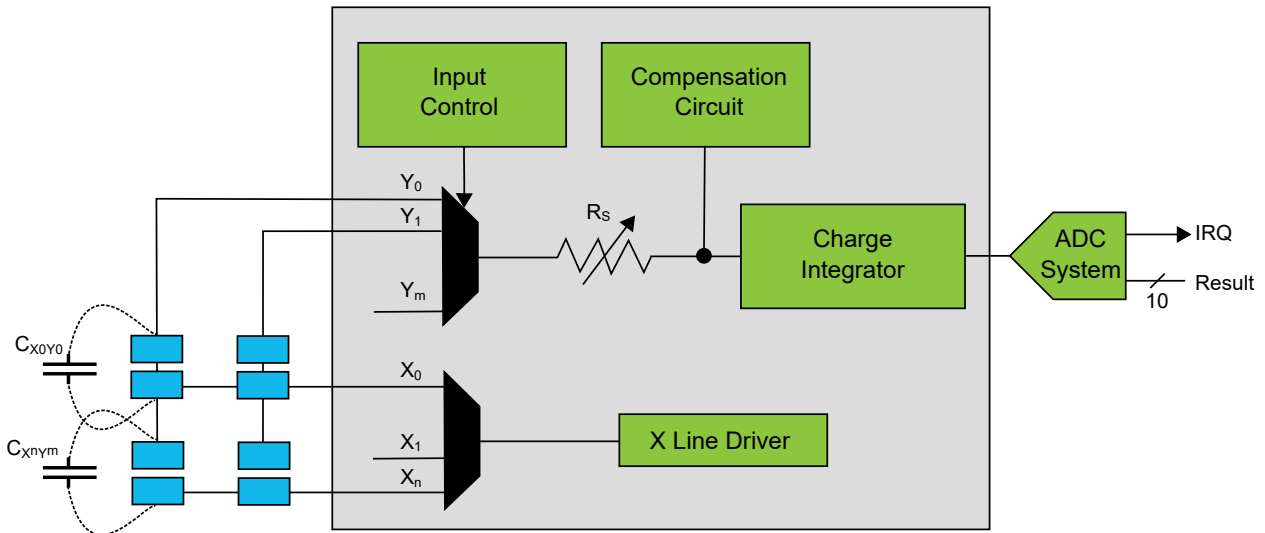 Input
Control
Compensation
Circuit
Y0
Y1
RS
IRQ
ADC
System
Charge
Integrator
Result
10
Ym
CX0Y0
X0
X Line Driver
X1
CXnYm
Xn